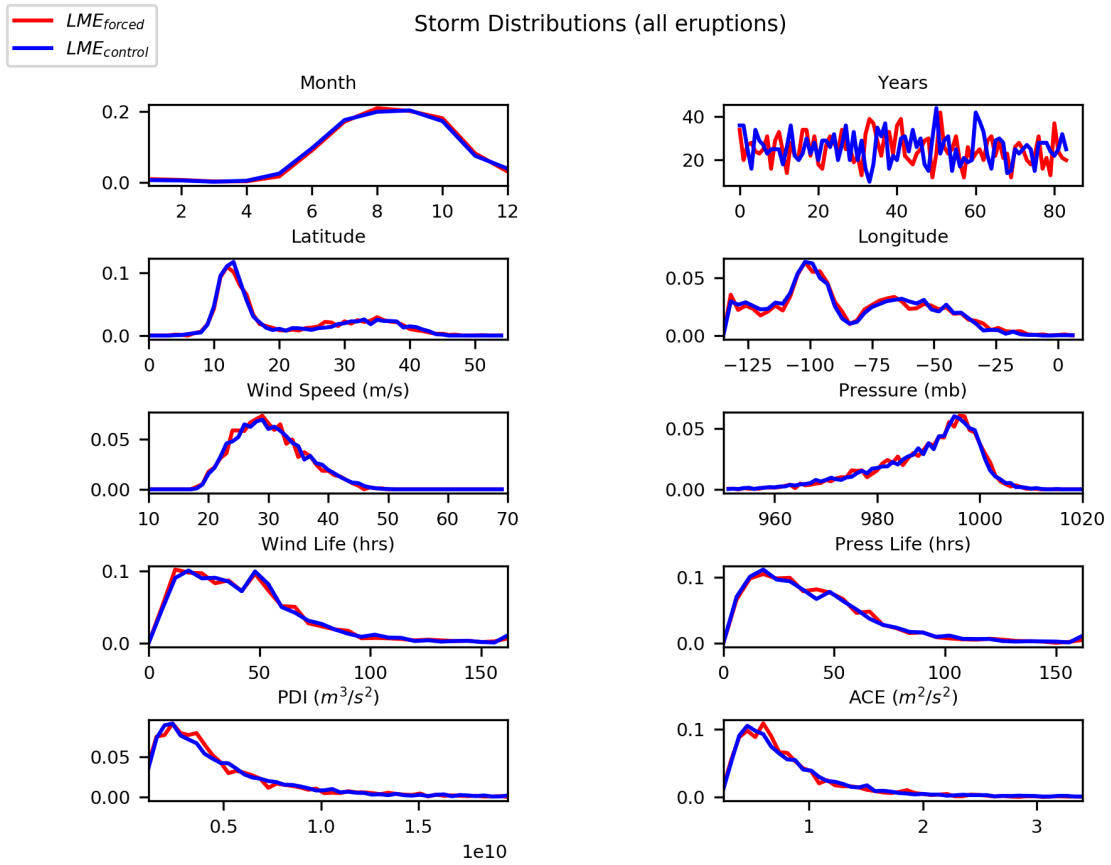 LME_forced
LME_control
Storm Distributions (all eruptions)
Month
Years
0.2
0.0
2 4 6 8 10 12
40
20
0 20 40 60 80
Latitude
Longitude
0.1
0.0
0 10 20 30 40 50
0.05
0.00
−125 −100 −75 −50 −25 0
Wind Speed (m/s)
Pressure (mb)
0.05
0.00
10 20 30 40 50 60 70
0.05
0.00
960 980 1000 1020
Wind Life (hrs)
Press Life (hrs)
0.1
0.0
0 50 100 150
0.1
0.0
0 50 100 150
PDI (m³/s²)
ACE (m²/s²)
0.05
0.00
0.5 1.0 1.5
1e10
0.1
0.0
1 2 3